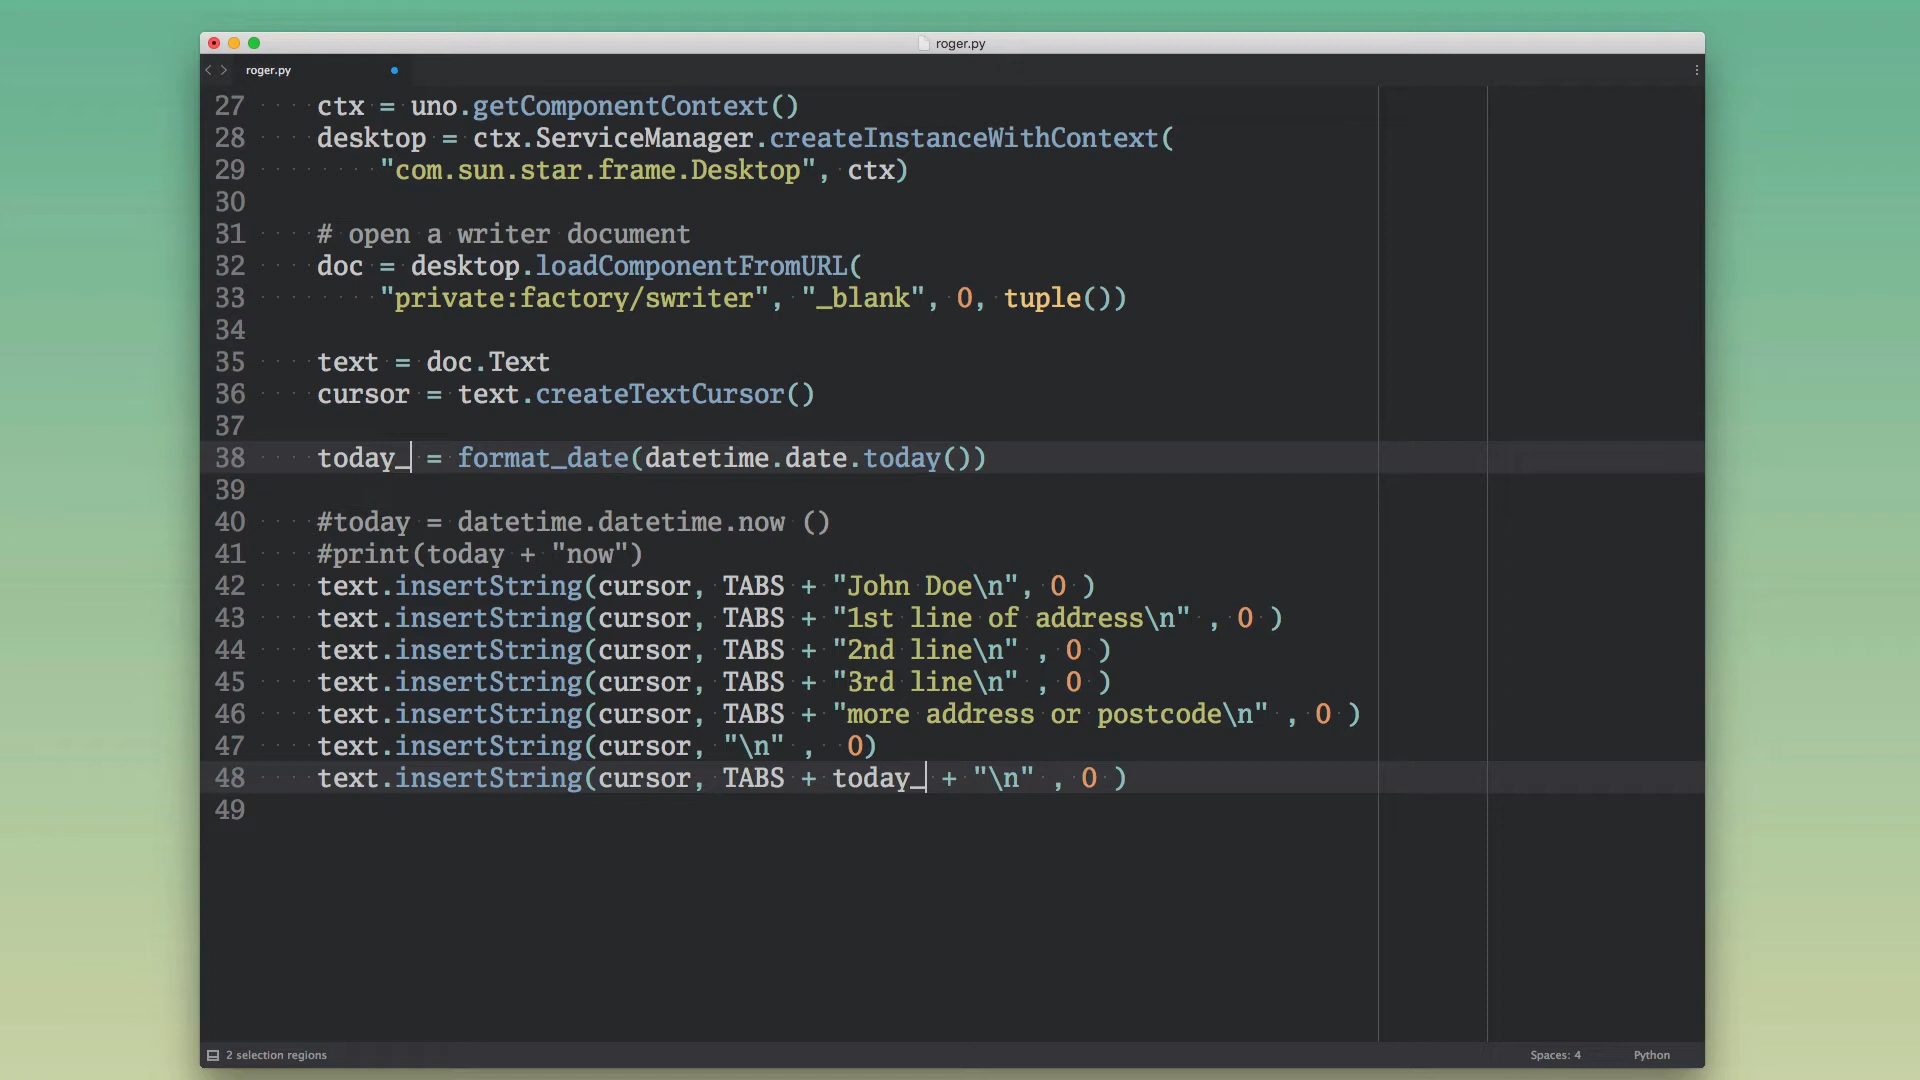 roger.py
roger.py
27 ctx = uno.getComponentContext()
28 desktop = ctx.ServiceManager.createInstanceWithContext(
29 "com.sun.star.frame.Desktop", ctx)
30
31 # open a writer document
32 doc = desktop.loadComponentFromURL(
33 "private:factory/swriter", "_blank", 0, tuple())
34
35 text = doc.Text
36 cursor = text.createTextCursor()
37
38 today_ = format_date(datetime.date.today())
39
40 #today = datetime.datetime.now ()
41 #print(today + "now")
42 text.insertString(cursor, TABS + "John Doe\n", 0 )
43 text.insertString(cursor, TABS + "1st line of address\n" , 0 )
44 text.insertString(cursor, TABS + "2nd line\n" , 0 )
45 text.insertString(cursor, TABS + "3rd line\n" , 0 )
46 text.insertString(cursor, TABS + "more address or postcode\n" , 0 )
47 text.insertString(cursor, "\n" ,  0)
48 text.insertString(cursor, TABS + today_ + "\n" , 0 )
49
2 selection regions Spaces: 4 Python